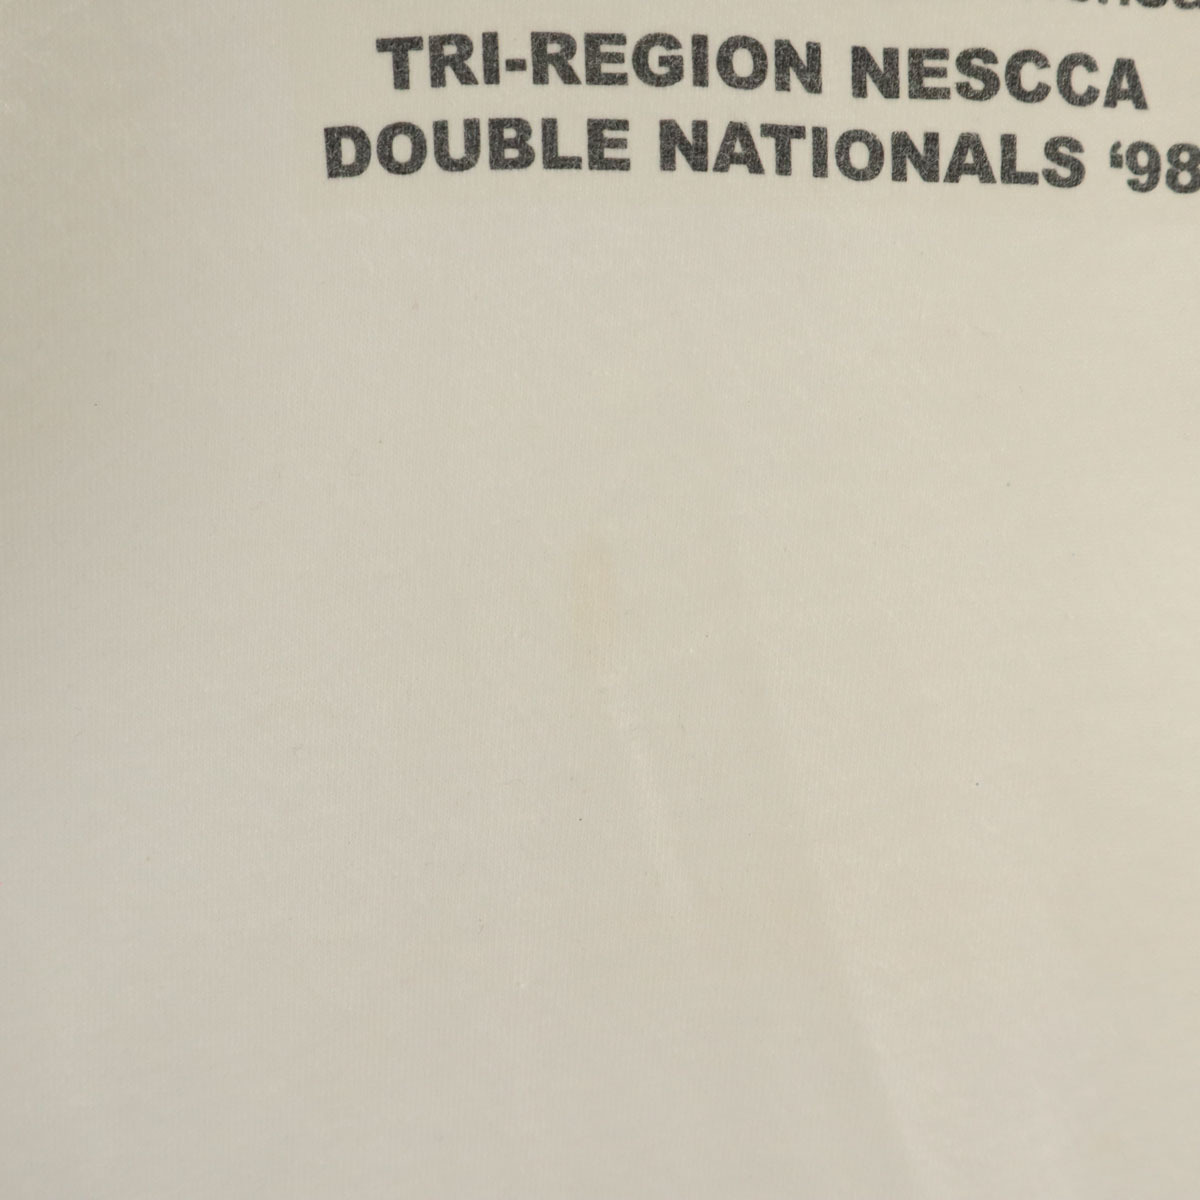 TRI-REGION NESCCA
DOUBLE NATIONALS ‘98